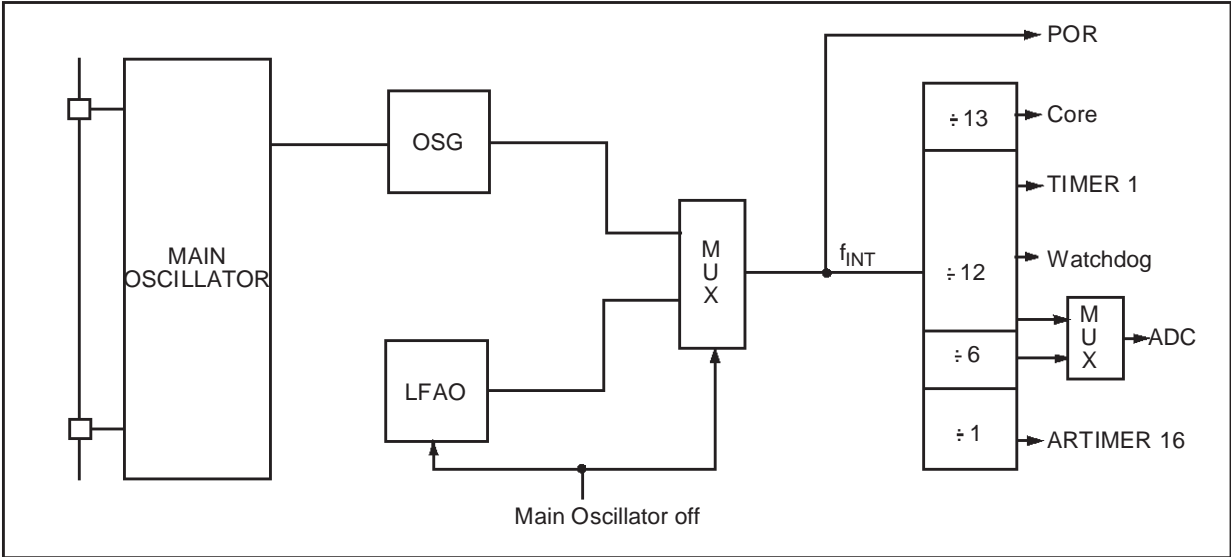 POR
÷13
Core
OSG
TIMER 1
MAIN
OSCILLATOR
M
U
X
fINT
÷12
Watchdog
M
U
X
ADC
÷6
LFAO
÷1
ARTIMER 16
Main Oscillator off